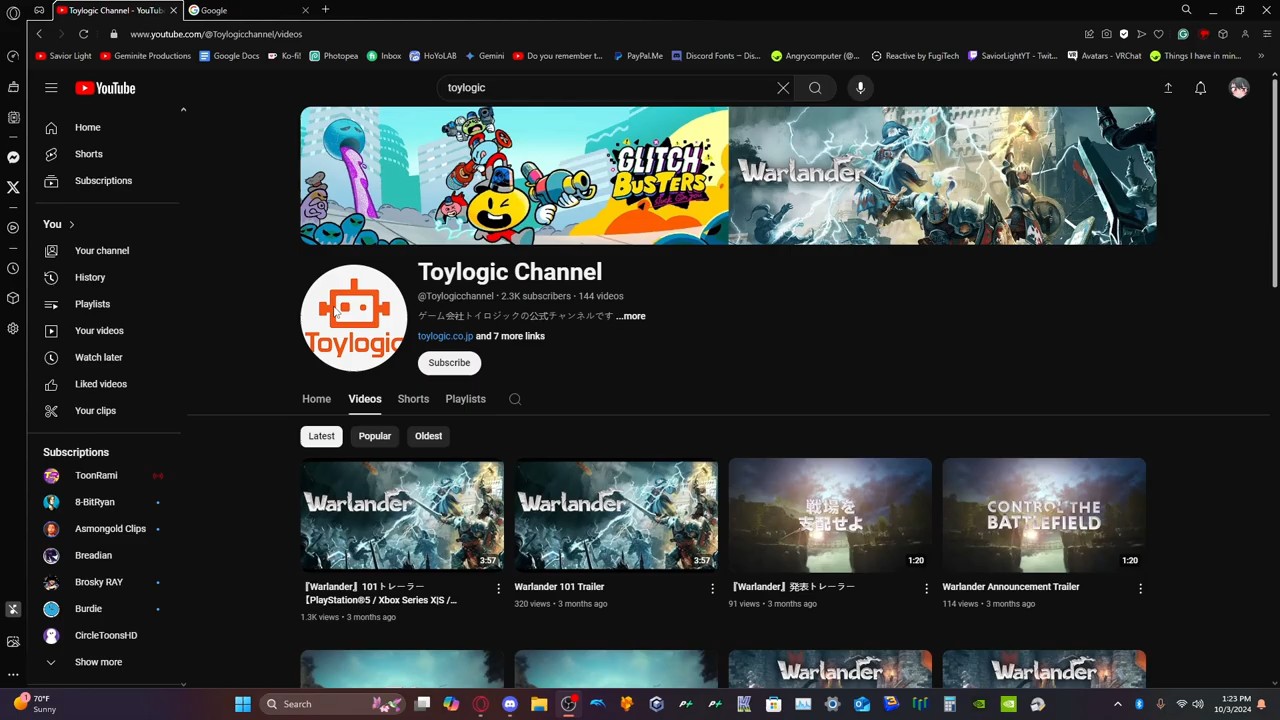 Toylogic Channel - YouTub
Google
www.youtube.com/@Toylogicchannel/videos
Savior Light
Geminite Productions
Google Docs
Ko-fi!
Photopea
Inbox
HoYoLAB
Gemini
Do you remember t...
PayPal.Me
Discord Fonts – Dis...
Angrycomputer (@...
Reactive by FugiTech
SaviorLightYT - Twit...
Avatars - VRChat
Things I have in min...
YouTube
toylogic
Home
Shorts
Subscriptions
You
Your channel
History
Playlists
Your videos
Watch later
Liked videos
Your clips
Subscriptions
ToonRami
8-BitRyan
Asmongold Clips
Breadian
Brosky RAY
Burdie
CircleToonsHD
Show more
GLITCH
BUSTERS
Stuck On You
Warlander
Toylogic
Toylogic Channel
@Toylogicchannel · 2.3K subscribers · 144 videos
ゲーム会社トイロジックの公式チャンネルです ...more
toylogic.co.jp and 7 more links
Subscribe
Home
Shorts
Videos
Playlists
Latest
Popular
Oldest
Warlander
3:57
Warlander
3:57
戦場を
支配せよ
1:20
CONTROL THE
BATTLEFIELD
1:20
『Warlander』101トレーラー
【PlayStation®5 / Xbox Series X|S /...
1.3K views · 3 months ago
Warlander 101 Trailer
320 views · 3 months ago
『Warlander』発表トレーラー
91 views · 3 months ago
Warlander Announcement Trailer
114 views · 3 months ago
Warlander
Warlander
70°F
Sunny
Search
1:23 PM
10/3/2024